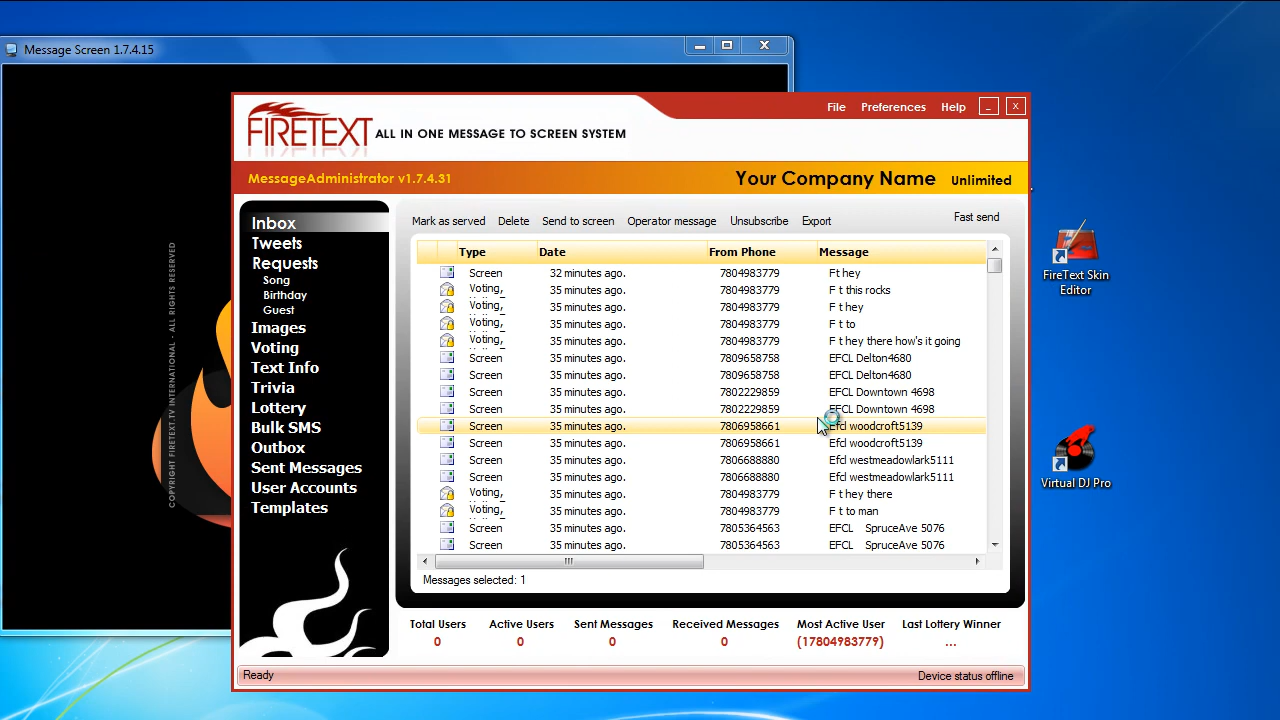 Message Screen 1.7.4.15
File Preferences Help _ X
FIRETEXT ALL IN ONE MESSAGE TO SCREEN SYSTEM
MessageAdministrator v1.7.4.31 Your Company Name Unlimited
Inbox
Tweets
Requests
Song
Birthday
Guest
Images
Voting
Text Info
Trivia
Lottery
Bulk SMS
Outbox
Sent Messages
User Accounts
Templates
Mark as served Delete Send to screen Operator message Unsubscribe Export Fast send
Type Date From Phone Message
Screen 32 minutes ago. 7804983779 Ft hey
Voting, 35 minutes ago. 7804983779 F t this rocks
Voting, 35 minutes ago. 7804983779 F t hey
Voting, 35 minutes ago. 7804983779 F t to
Voting, 35 minutes ago. 7804983779 F t hey there how's it going
Screen 35 minutes ago. 7809658758 EFCL Delton4680
Screen 35 minutes ago. 7809658758 EFCL Delton4680
Screen 35 minutes ago. 7802229859 EFCL Downtown 4698
Screen 35 minutes ago. 7802229859 EFCL Downtown 4698
Screen 35 minutes ago. 7806958661 Efcl woodcroft5139
Screen 35 minutes ago. 7806958661 Efcl woodcroft5139
Screen 35 minutes ago. 7806688880 Efcl westmeadowlark5111
Screen 35 minutes ago. 7806688880 Efcl westmeadowlark5111
Voting, 35 minutes ago. 7804983779 F t hey there
Voting, 35 minutes ago. 7804983779 F t to man
Screen 35 minutes ago. 7805364563 EFCL SpruceAve 5076
Screen 35 minutes ago. 7805364563 EFCL SpruceAve 5076
Messages selected: 1
Total Users Active Users Sent Messages Received Messages Most Active User Last Lottery Winner
0 0 0 0 (17804983779) ...
Ready Device status offline
COPYRIGHT FIRETEXT.TV INTERNATIONAL - ALL RIGHTS RESERVED
FireText Skin
Editor
Virtual DJ Pro